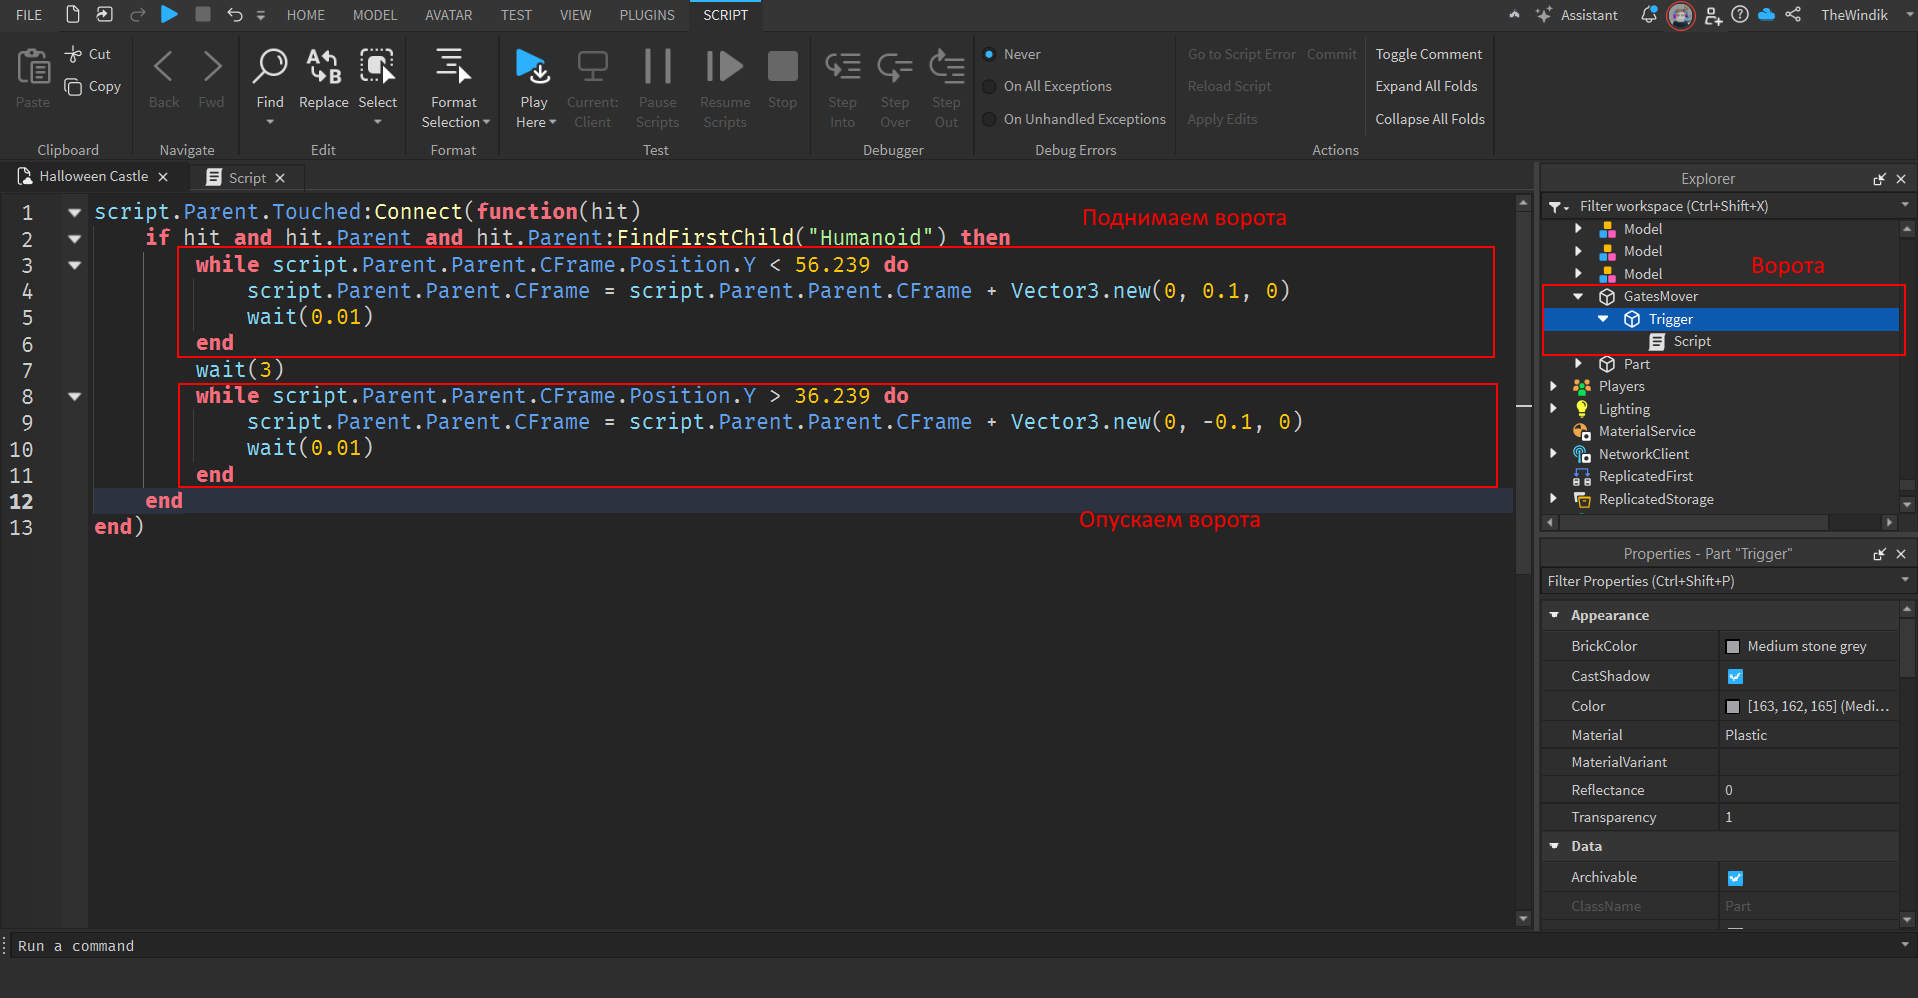 FILE HOME MODEL AVATAR TEST VIEW PLUGINS SCRIPT Assistant TheWindik
Paste Cut Copy Clipboard
Back Fwd Navigate
Find Replace Select Edit
Format Selection Format
Play Here Current: Client Pause Scripts Resume Scripts Stop Test
Step Into Step Over Step Out Debugger
Never
On All Exceptions
On Unhandled Exceptions
Debug Errors
Go to Script Error Commit
Reload Script
Apply Edits
Toggle Comment
Expand All Folds
Collapse All Folds
Actions
Halloween Castle Script
1 script.Parent.Touched:Connect(function(hit)
Поднимаем ворота
2 if hit and hit.Parent and hit.Parent:FindFirstChild("Humanoid") then
3 while script.Parent.Parent.CFrame.Position.Y < 56.239 do
4 script.Parent.Parent.CFrame = script.Parent.Parent.CFrame + Vector3.new(0, 0.1, 0)
5 wait(0.01)
6 end
7 wait(3)
8 while script.Parent.Parent.CFrame.Position.Y > 36.239 do
9 script.Parent.Parent.CFrame = script.Parent.Parent.CFrame + Vector3.new(0, -0.1, 0)
10 wait(0.01)
11 end
12 end
Опускаем ворота
13 end)
Explorer
Filter workspace (Ctrl+Shift+X)
Model
Model
Ворота
Model
GatesMover
Trigger
Script
Part
Players
Lighting
MaterialService
NetworkClient
ReplicatedFirst
ReplicatedStorage
Properties - Part "Trigger"
Filter Properties (Ctrl+Shift+P)
Appearance
BrickColor Medium stone grey
CastShadow
Color [163, 162, 165] (Medi...
Material Plastic
MaterialVariant
Reflectance 0
Transparency 1
Data
Archivable
ClassName Part
Run a command